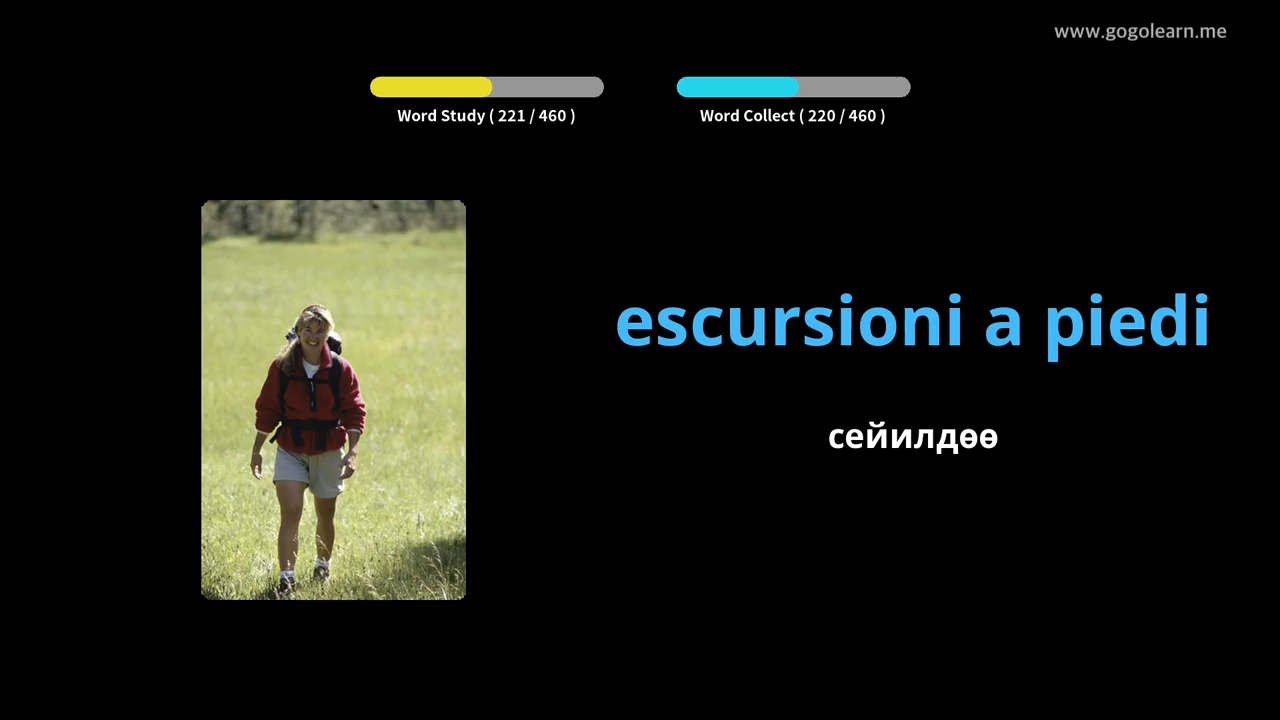 www.gogolearn.me
Word Study ( 221 / 460 )
Word Collect ( 220 / 460 )
escursioni a piedi
сейилдөө